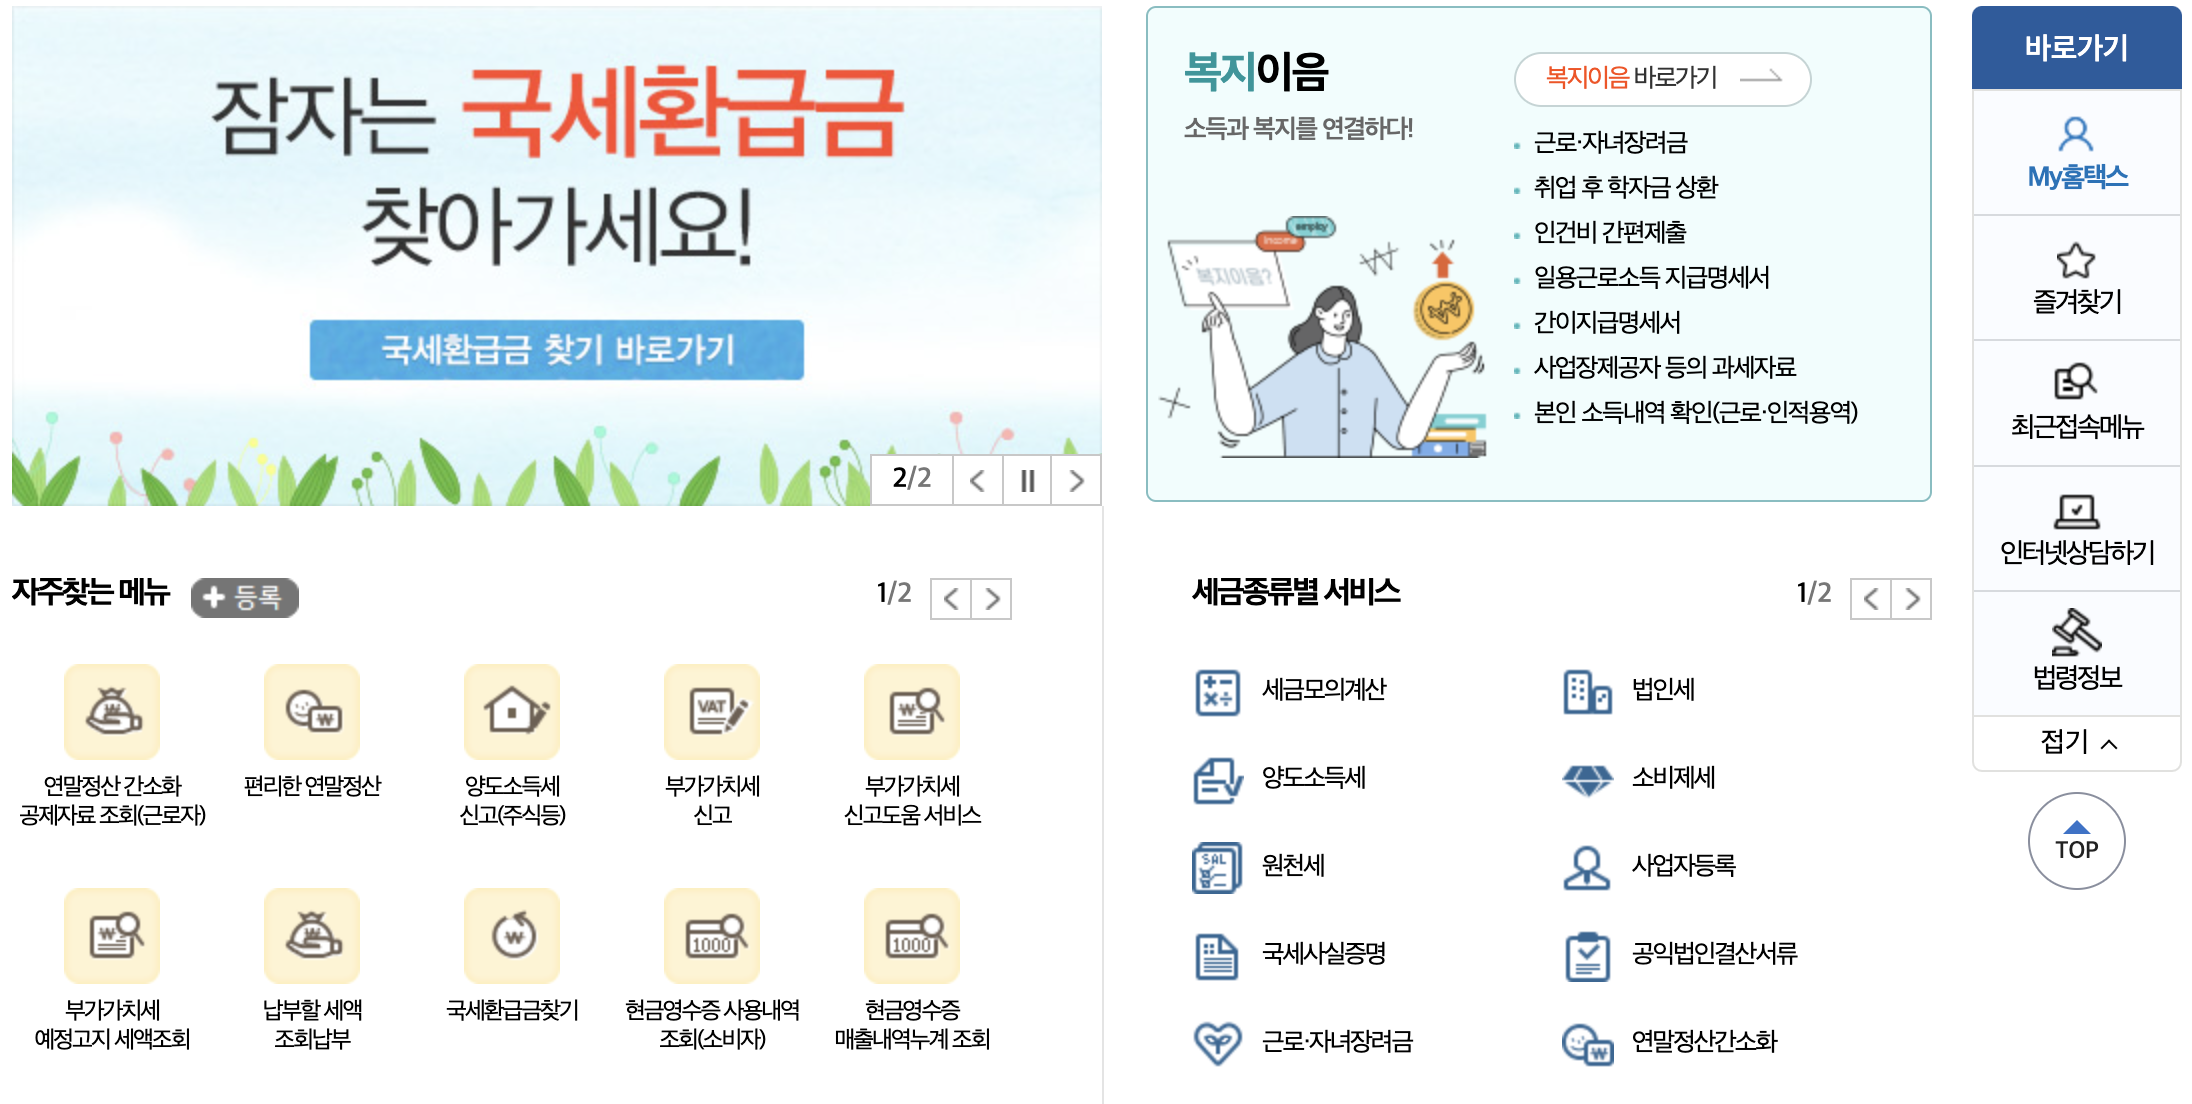 잠자는 국세환급금
찾아가세요!
국세환급금 찾기 바로가기
2/2
복지이음
소득과 복지를 연결하다!
employ
income
복지이음?
복지이음 바로가기
근로·자녀장려금
취업 후 학자금 상환
인건비 간편제출
일용근로소득 지급명세서
간이지급명세서
사업장제공자 등의 과세자료
본인 소득내역 확인(근로·인적용역)
자주찾는 메뉴
등록
1/2
연말정산 간소화
공제자료 조회(근로자)
편리한 연말정산
양도소득세
신고(주식등)
VAT
부가가치세
신고
부가가치세
신고도움 서비스
부가가치세
예정고지 세액조회
납부할 세액
조회납부
국세환급금찾기
1000
현금영수증 사용내역
조회(소비자)
1000
현금영수증
매출내역누계 조회
세금종류별 서비스
1/2
세금모의계산
법인세
양도소득세
소비제세
SAL
원천세
사업자등록
국세사실증명
공익법인결산서류
근로·자녀장려금
연말정산간소화
바로가기
My홈택스
즐겨찾기
최근접속메뉴
인터넷상담하기
법령정보
접기
TOP